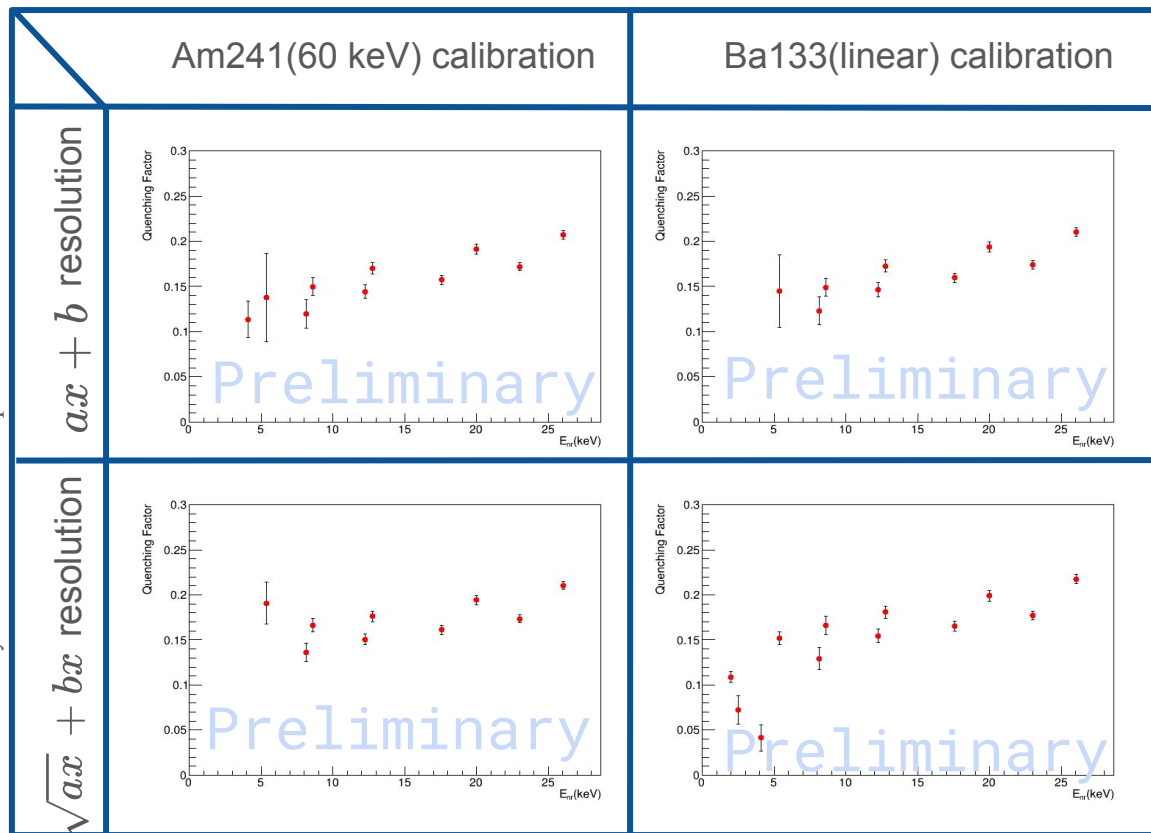 Am241(60 keV) calibration
Ba133(linear) calibration
ax + b resolution
Quenching Factor
0.3
0.25
0.2
0.15
0.1
0.05
0
0 5 10 15 20 25
E_nr(keV)
Preliminary
Quenching Factor
0.3
0.25
0.2
0.15
0.1
0.05
0
0 5 10 15 20 25
E_nr(keV)
Preliminary
√ax + bx resolution
Quenching Factor
0.3
0.25
0.2
0.15
0.1
0.05
0
0 5 10 15 20 25
E_nr(keV)
Preliminary
Quenching Factor
0.3
0.25
0.2
0.15
0.1
0.05
0
0 5 10 15 20 25
E_nr(keV)
Preliminary